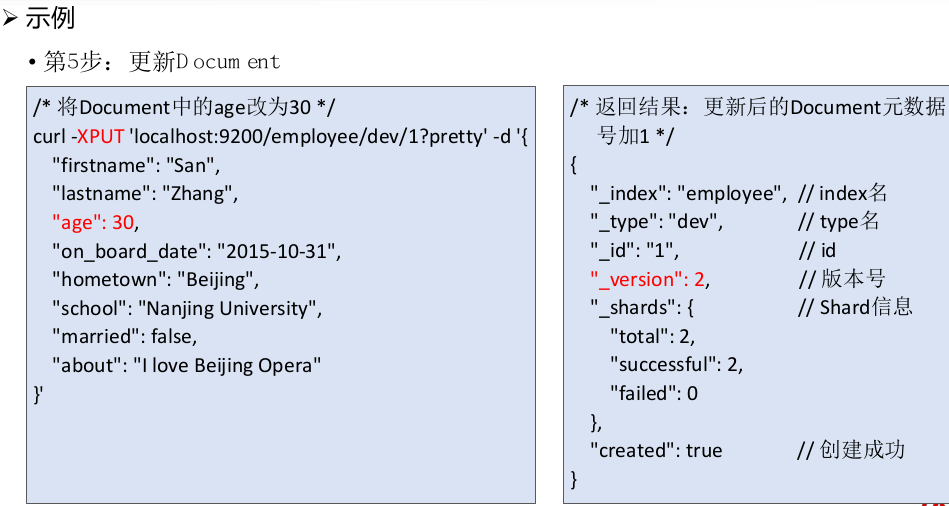 ➢ 示例
• 第5步：更新Document
/* 将Document中的age改为30 */
curl -XPUT 'localhost:9200/employee/dev/1?pretty' -d '{
"firstname": "San",
"lastname": "Zhang",
"age": 30,
"on_board_date": "2015-10-31",
"hometown": "Beijing",
"school": "Nanjing University",
"married": false,
"about": "I love Beijing Opera"
}'
/* 返回结果：更新后的Document元数据
号加1 */
{
"_index": "employee", // index名
"_type": "dev", // type名
"_id": "1", // id
"_version": 2, // 版本号
"_shards": { // Shard信息
"total": 2,
"successful": 2,
"failed": 0
},
"created": true // 创建成功
}